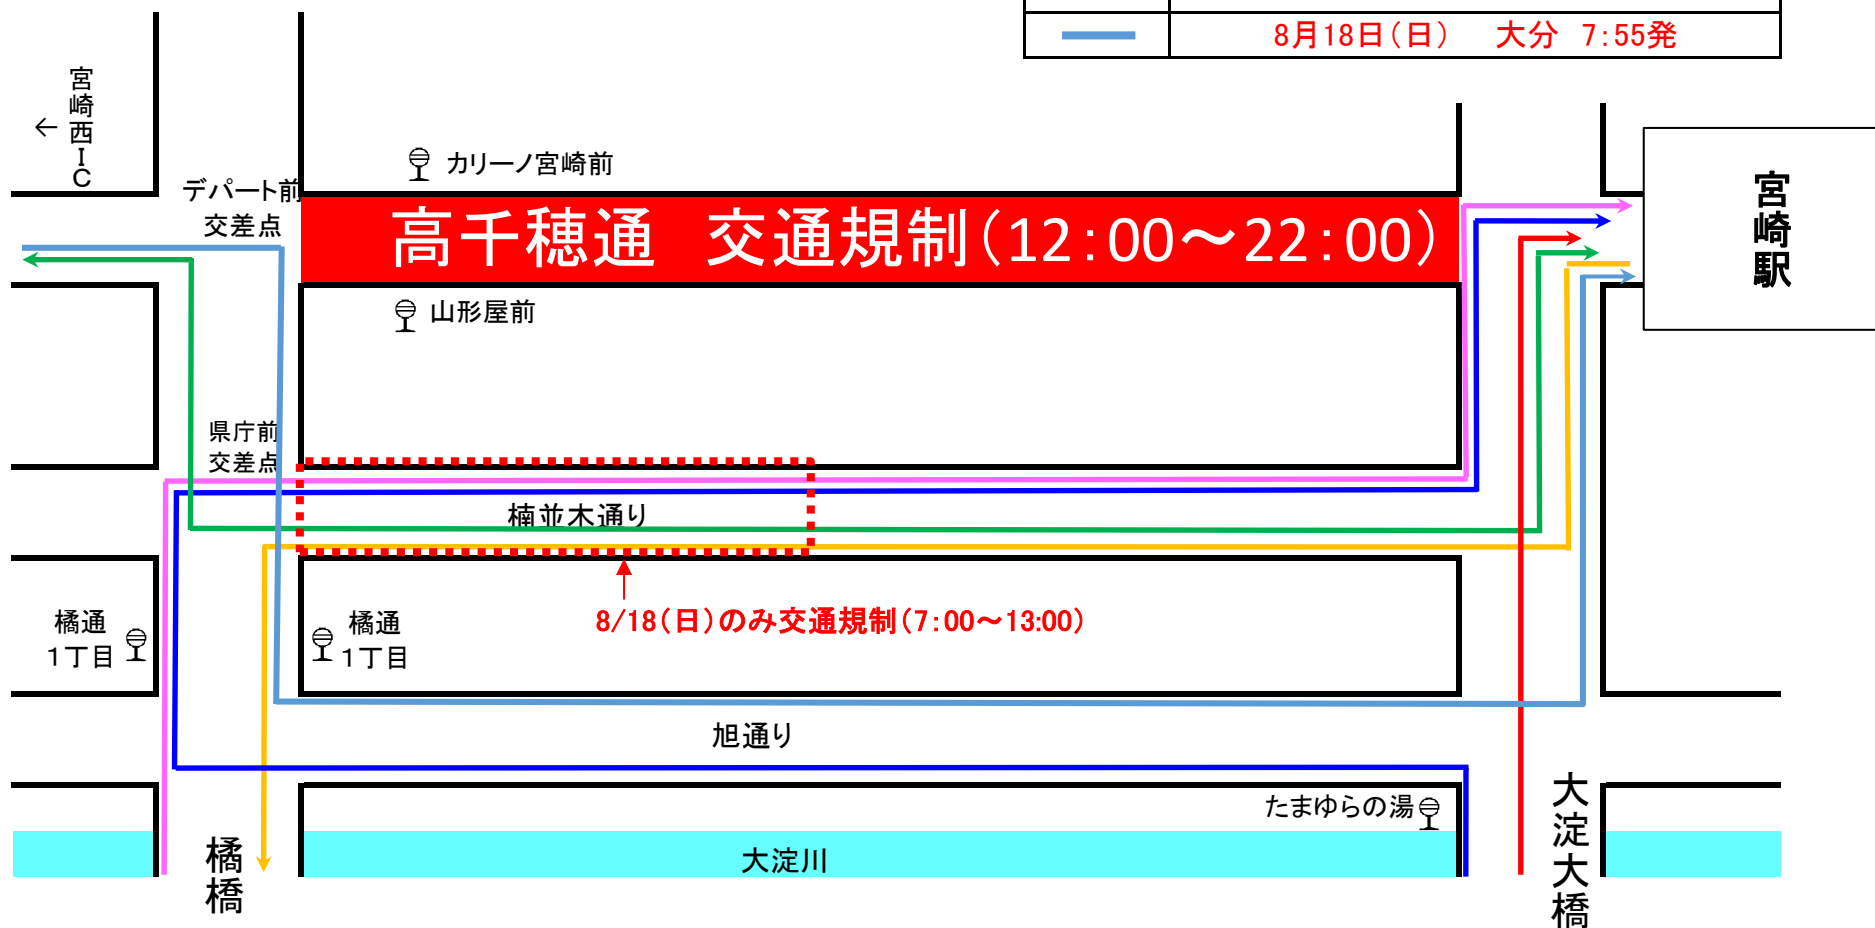 8月18日（日）　大分　7：55発
宮崎西ＩＣ
←
カリーノ宮崎前
デパート前
交差点
高千穂通　交通規制（12：00～22：00）
宮崎駅
山形屋前
県庁前
交差点
楠並木通り
8/18（日）のみ交通規制（7：00～13:00）
橘通
1丁目
橘通
1丁目
旭通り
たまゆらの湯
大淀川
橘橋
大淀大橋